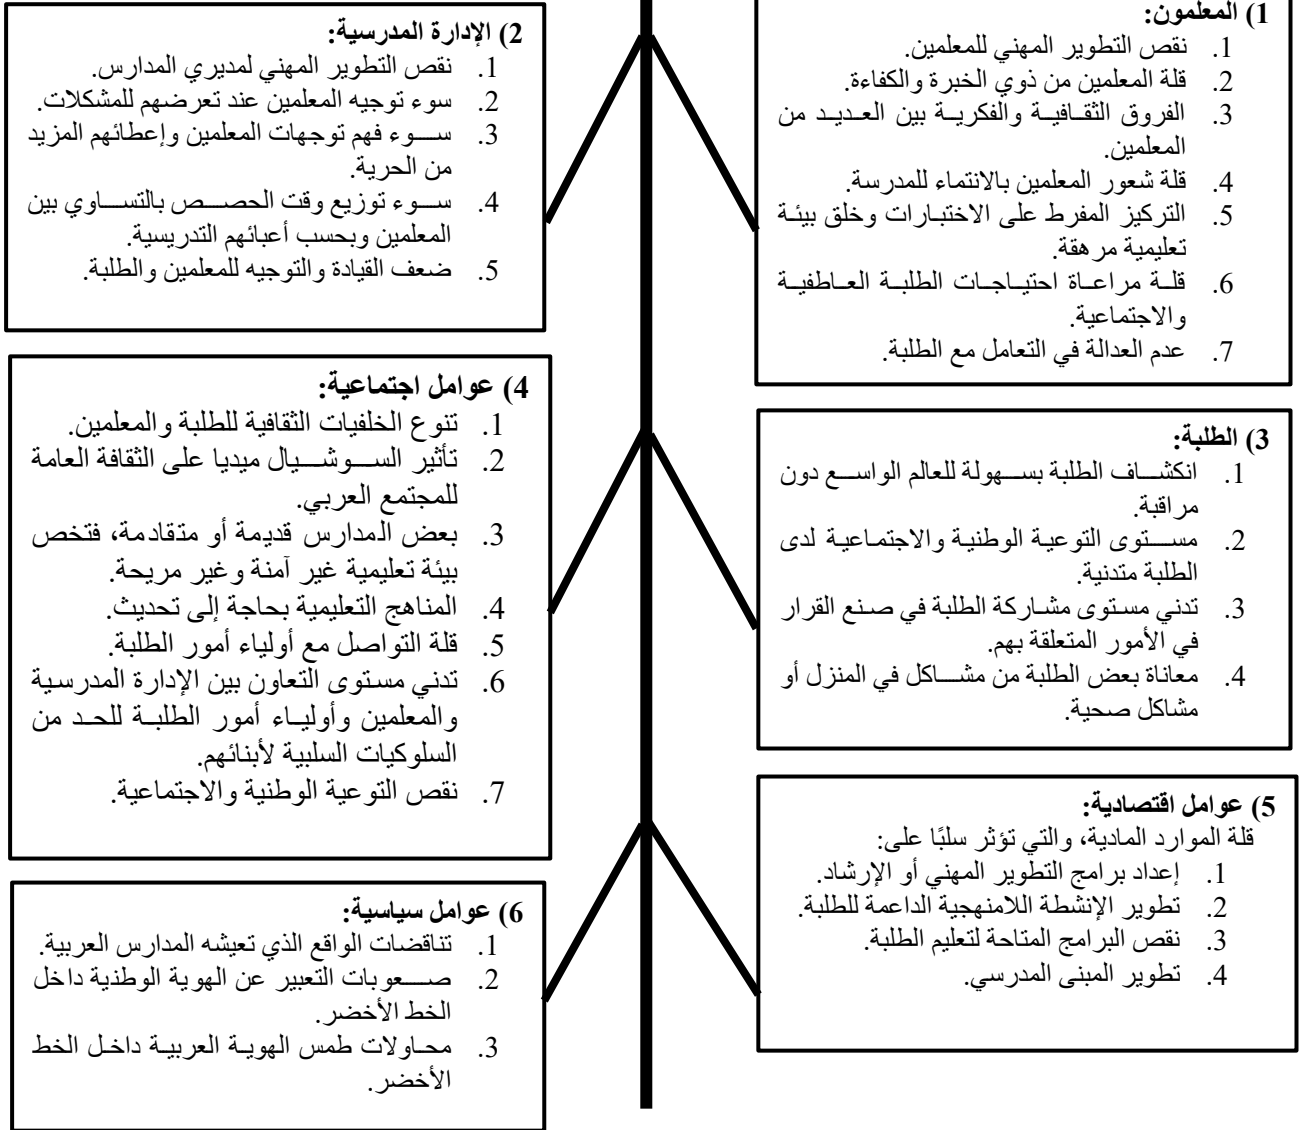 1) المعلمون:
1. نقص التطوير المهني للمعلمين.
2. قلة المعلمين من ذوي الخبرة والكفاءة.
3. الفروق الثقافية والفكرية بين العديد من
المعلمين.
4. قلة شعور المعلمين بالانتماء للمدرسة.
5. التركيز المفرط على الاختبارات وخلق بيئة
تعليمية مرهقة.
6. قلة مراعاة احتياجات الطلبة العاطفية
والاجتماعية.
7. عدم العدالة في التعامل مع الطلبة.
2) الإدارة المدرسية:
1. نقص التطوير المهني لمديري المدارس.
2. سوء توجيه المعلمين عند تعرضهم للمشكلات.
3. سوء فهم توجهات المعلمين وإعطائهم المزيد
من الحرية.
4. سوء توزيع وقت الحصص بالتساوي بين
المعلمين وبحسب أعبائهم التدريسية.
5. ضعف القيادة والتوجيه للمعلمين والطلبة.
3) الطلبة:
1. انكشاف الطلبة بسهولة للعالم الواسع دون
مراقبة.
2. مستوى التوعية الوطنية والاجتماعية لدى
الطلبة متدنية.
3. تدني مستوى مشاركة الطلبة في صنع القرار
في الأمور المتعلقة بهم.
4. معاناة بعض الطلبة من مشاكل في المنزل أو
مشاكل صحية.
4) عوامل اجتماعية:
1. تنوع الخلفيات الثقافية للطلبة والمعلمين.
2. تأثير السوشيال ميديا على الثقافة العامة
للمجتمع العربي.
3. بعض المدارس قديمة أو متقادمة، فتخص
بيئة تعليمية غير آمنة وغير مريحة.
4. المناهج التعليمية بحاجة إلى تحديث.
5. قلة التواصل مع أولياء أمور الطلبة.
6. تدني مستوى التعاون بين الإدارة المدرسية
والمعلمين وأولياء أمور الطلبة للحد من
السلوكيات السلبية لأبنائهم.
7. نقص التوعية الوطنية والاجتماعية.
5) عوامل اقتصادية:
قلة الموارد المادية، والتي تؤثر سلبًا على:
1. إعداد برامج التطوير المهني أو الإرشاد.
2. تطوير الإنشطة اللامنهجية الداعمة للطلبة.
3. نقص البرامج المتاحة لتعليم الطلبة.
4. تطوير المبنى المدرسي.
6) عوامل سياسية:
1. تناقضات الواقع الذي تعيشه المدارس العربية.
2. صعوبات التعبير عن الهوية الوطنية داخل
الخط الأخضر.
3. محاولات طمس الهوية العربية داخل الخط
الأخضر.